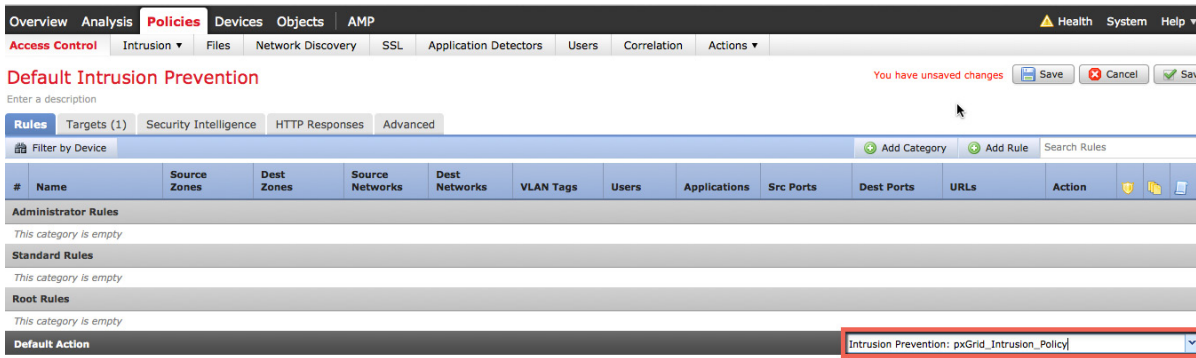 Overview Analysis Policies Devices Objects AMP Health System Help
Access Control Intrusion Files Network Discovery SSL Application Detectors Users Correlation Actions
Default Intrusion Prevention You have unsaved changes Save Cancel Sav
Enter a description
Rules Targets (1) Security Intelligence HTTP Responses Advanced
Filter by Device Add Category Add Rule Search Rules
# Name Source Zones Dest Zones Source Networks Dest Networks VLAN Tags Users Applications Src Ports Dest Ports URLs Action
Administrator Rules
This category is empty
Standard Rules
This category is empty
Root Rules
This category is empty
Default Action Intrusion Prevention: pxGrid_Intrusion_Policy